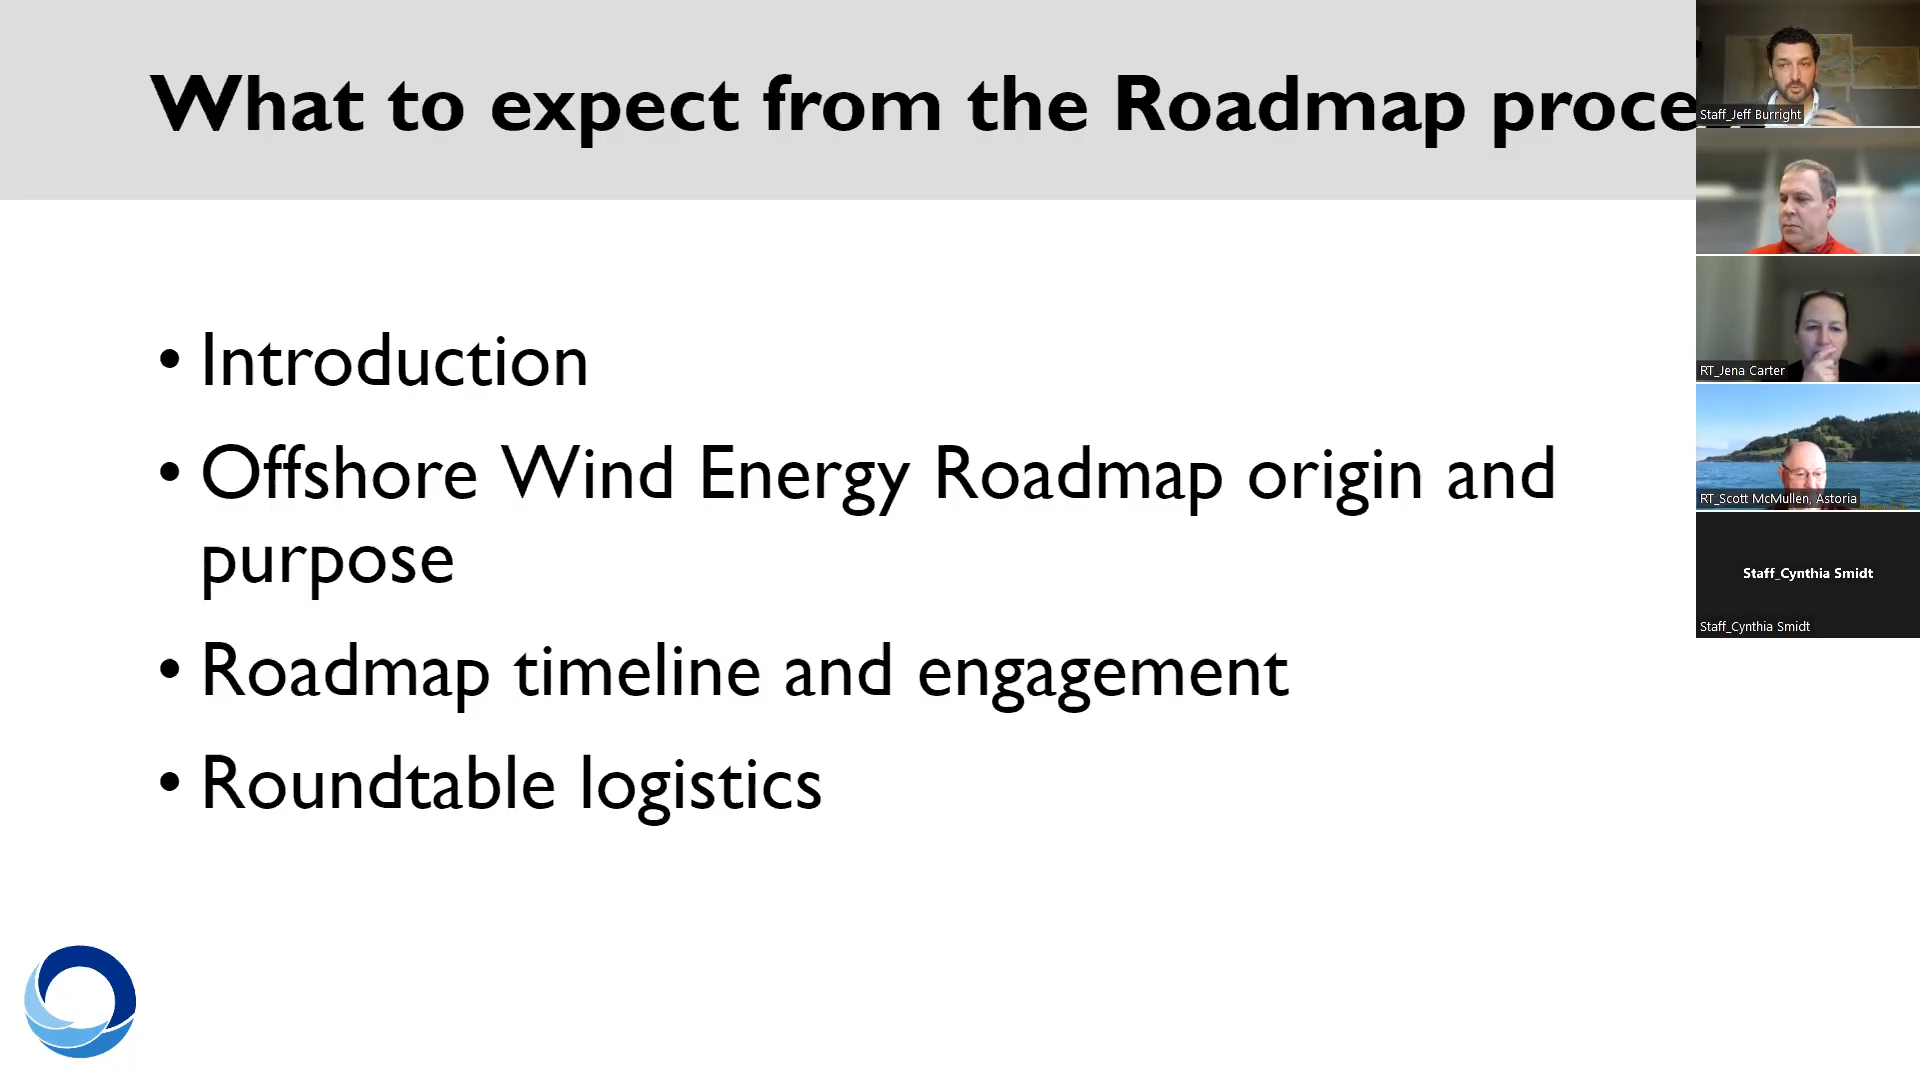 What to expect from the Roadmap proce
• Introduction
• Offshore Wind Energy Roadmap origin and
purpose
• Roadmap timeline and engagement
• Roundtable logistics
Staff_Jeff Burright
RT_Jena Carter
RT_Scott McMullen, Astoria
Staff_Cynthia Smidt
Staff_Cynthia Smidt